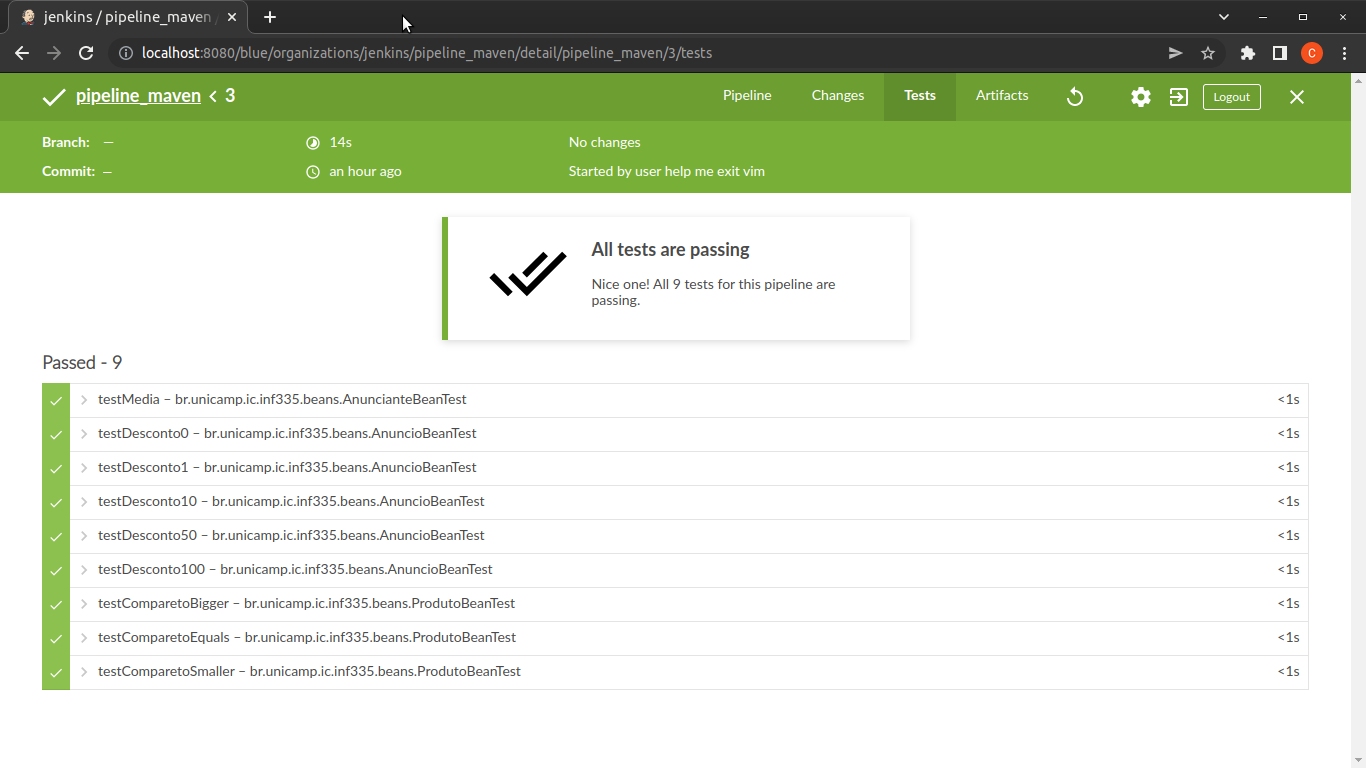 jenkins / pipeline_maven /
localhost:8080/blue/organizations/jenkins/pipeline_maven/detail/pipeline_maven/3/tests
C
pipeline_maven < 3
Pipeline
Changes
Tests
Artifacts
Logout
Branch: —
14s
No changes
Commit: —
an hour ago
Started by user help me exit vim
All tests are passing
Nice one! All 9 tests for this pipeline are
passing.
Passed - 9
testMedia – br.unicamp.ic.inf335.beans.AnuncianteBeanTest <1s
testDesconto0 – br.unicamp.ic.inf335.beans.AnuncioBeanTest <1s
testDesconto1 – br.unicamp.ic.inf335.beans.AnuncioBeanTest <1s
testDesconto10 – br.unicamp.ic.inf335.beans.AnuncioBeanTest <1s
testDesconto50 – br.unicamp.ic.inf335.beans.AnuncioBeanTest <1s
testDesconto100 – br.unicamp.ic.inf335.beans.AnuncioBeanTest <1s
testComparetoBigger – br.unicamp.ic.inf335.beans.ProdutoBeanTest <1s
testComparetoEquals – br.unicamp.ic.inf335.beans.ProdutoBeanTest <1s
testComparetoSmaller – br.unicamp.ic.inf335.beans.ProdutoBeanTest <1s